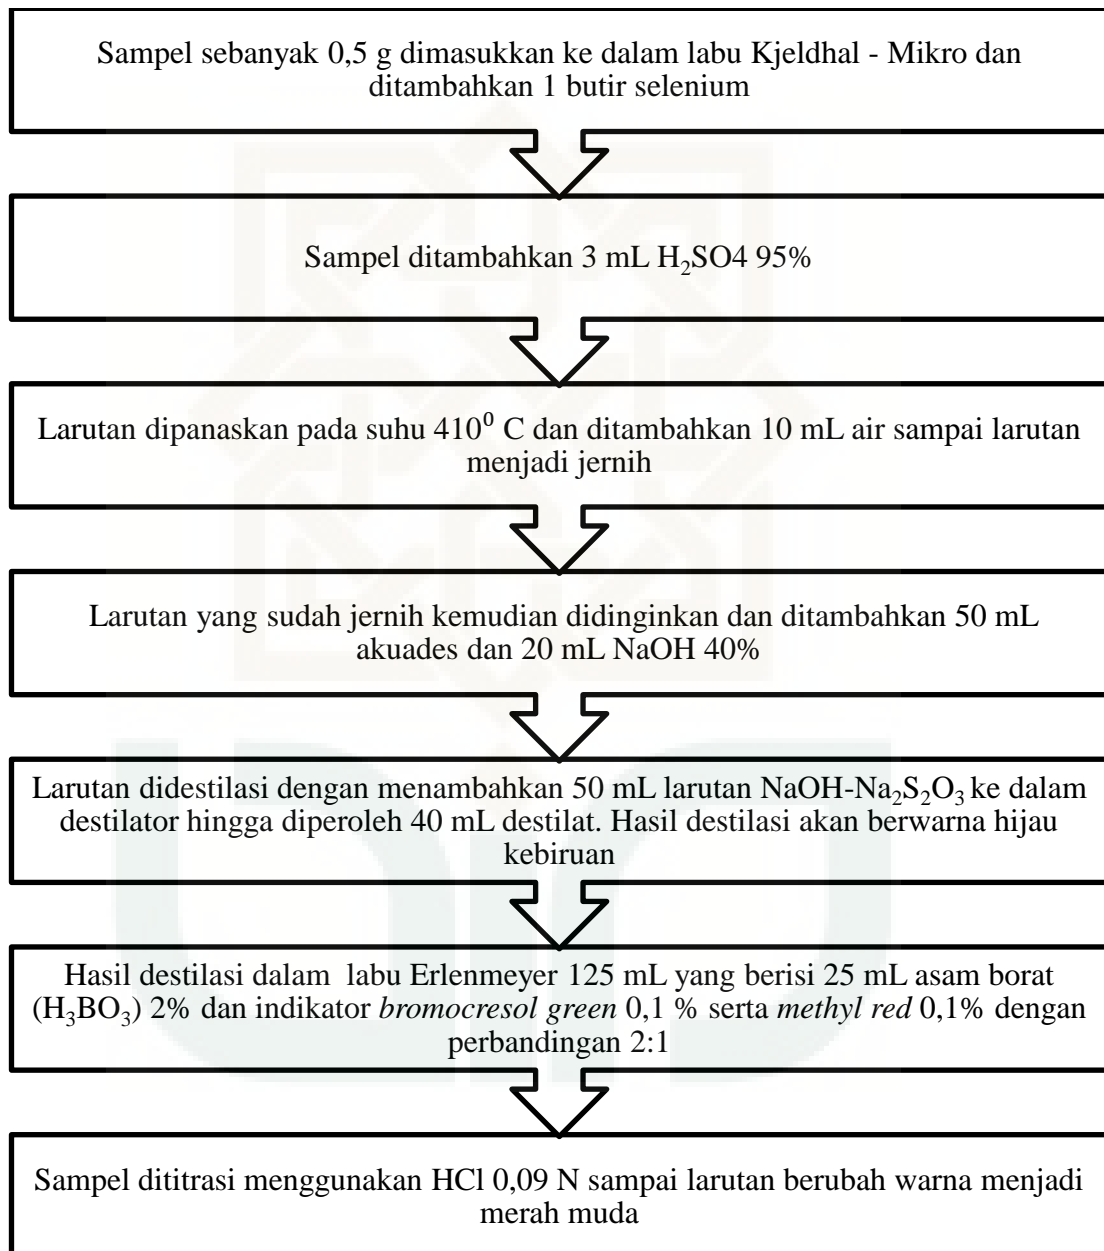 Sampel sebanyak 0,5 g dimasukkan ke dalam labu Kjeldhal - Mikro dan
ditambahkan 1 butir selenium
Sampel ditambahkan 3 mL H₂SO4 95%
Larutan dipanaskan pada suhu 410⁰ C dan ditambahkan 10 mL air sampai larutan
menjadi jernih
Larutan yang sudah jernih kemudian didinginkan dan ditambahkan 50 mL
akuades dan 20 mL NaOH 40%
Larutan didestilasi dengan menambahkan 50 mL larutan NaOH-Na₂S₂O₃ ke dalam
destilator hingga diperoleh 40 mL destilat. Hasil destilasi akan berwarna hijau
kebiruan
Hasil destilasi dalam  labu Erlenmeyer 125 mL yang berisi 25 mL asam borat
(H₃BO₃) 2% dan indikator bromocresol green 0,1 % serta methyl red 0,1% dengan
perbandingan 2:1
Sampel dititrasi menggunakan HCl 0,09 N sampai larutan berubah warna menjadi
merah muda